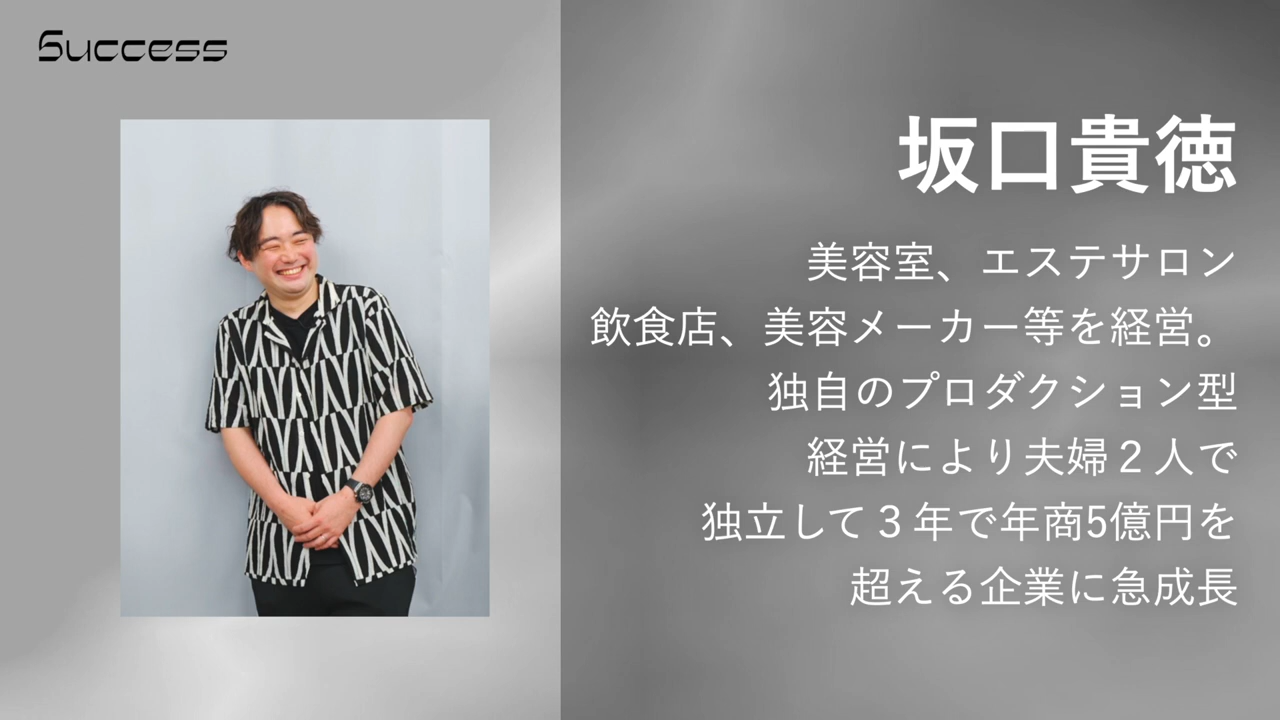 Success
坂口貴徳
美容室、エステサロン
飲食店、美容メーカー等を経営。
独自のプロダクション型
経営により夫婦２人で
独立して３年で年商5億円を
超える企業に急成長